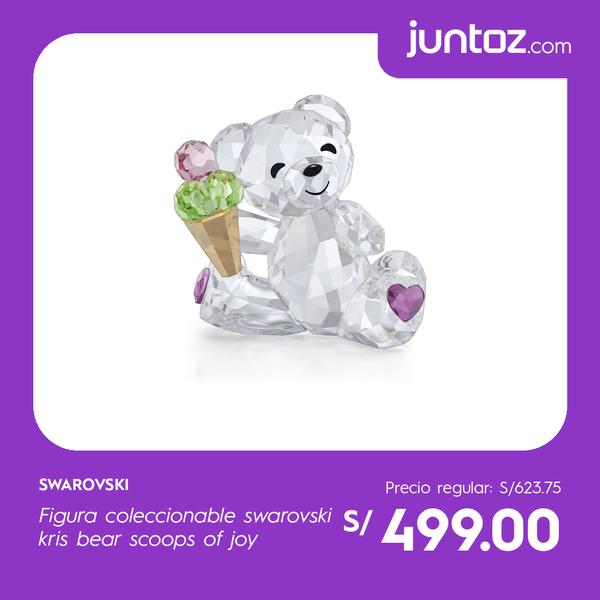 juntoz.com
SWAROVSKI
Figura coleccionable swarovski
kris bear scoops of joy
Precio regular: S/623.75
S/ 499.00